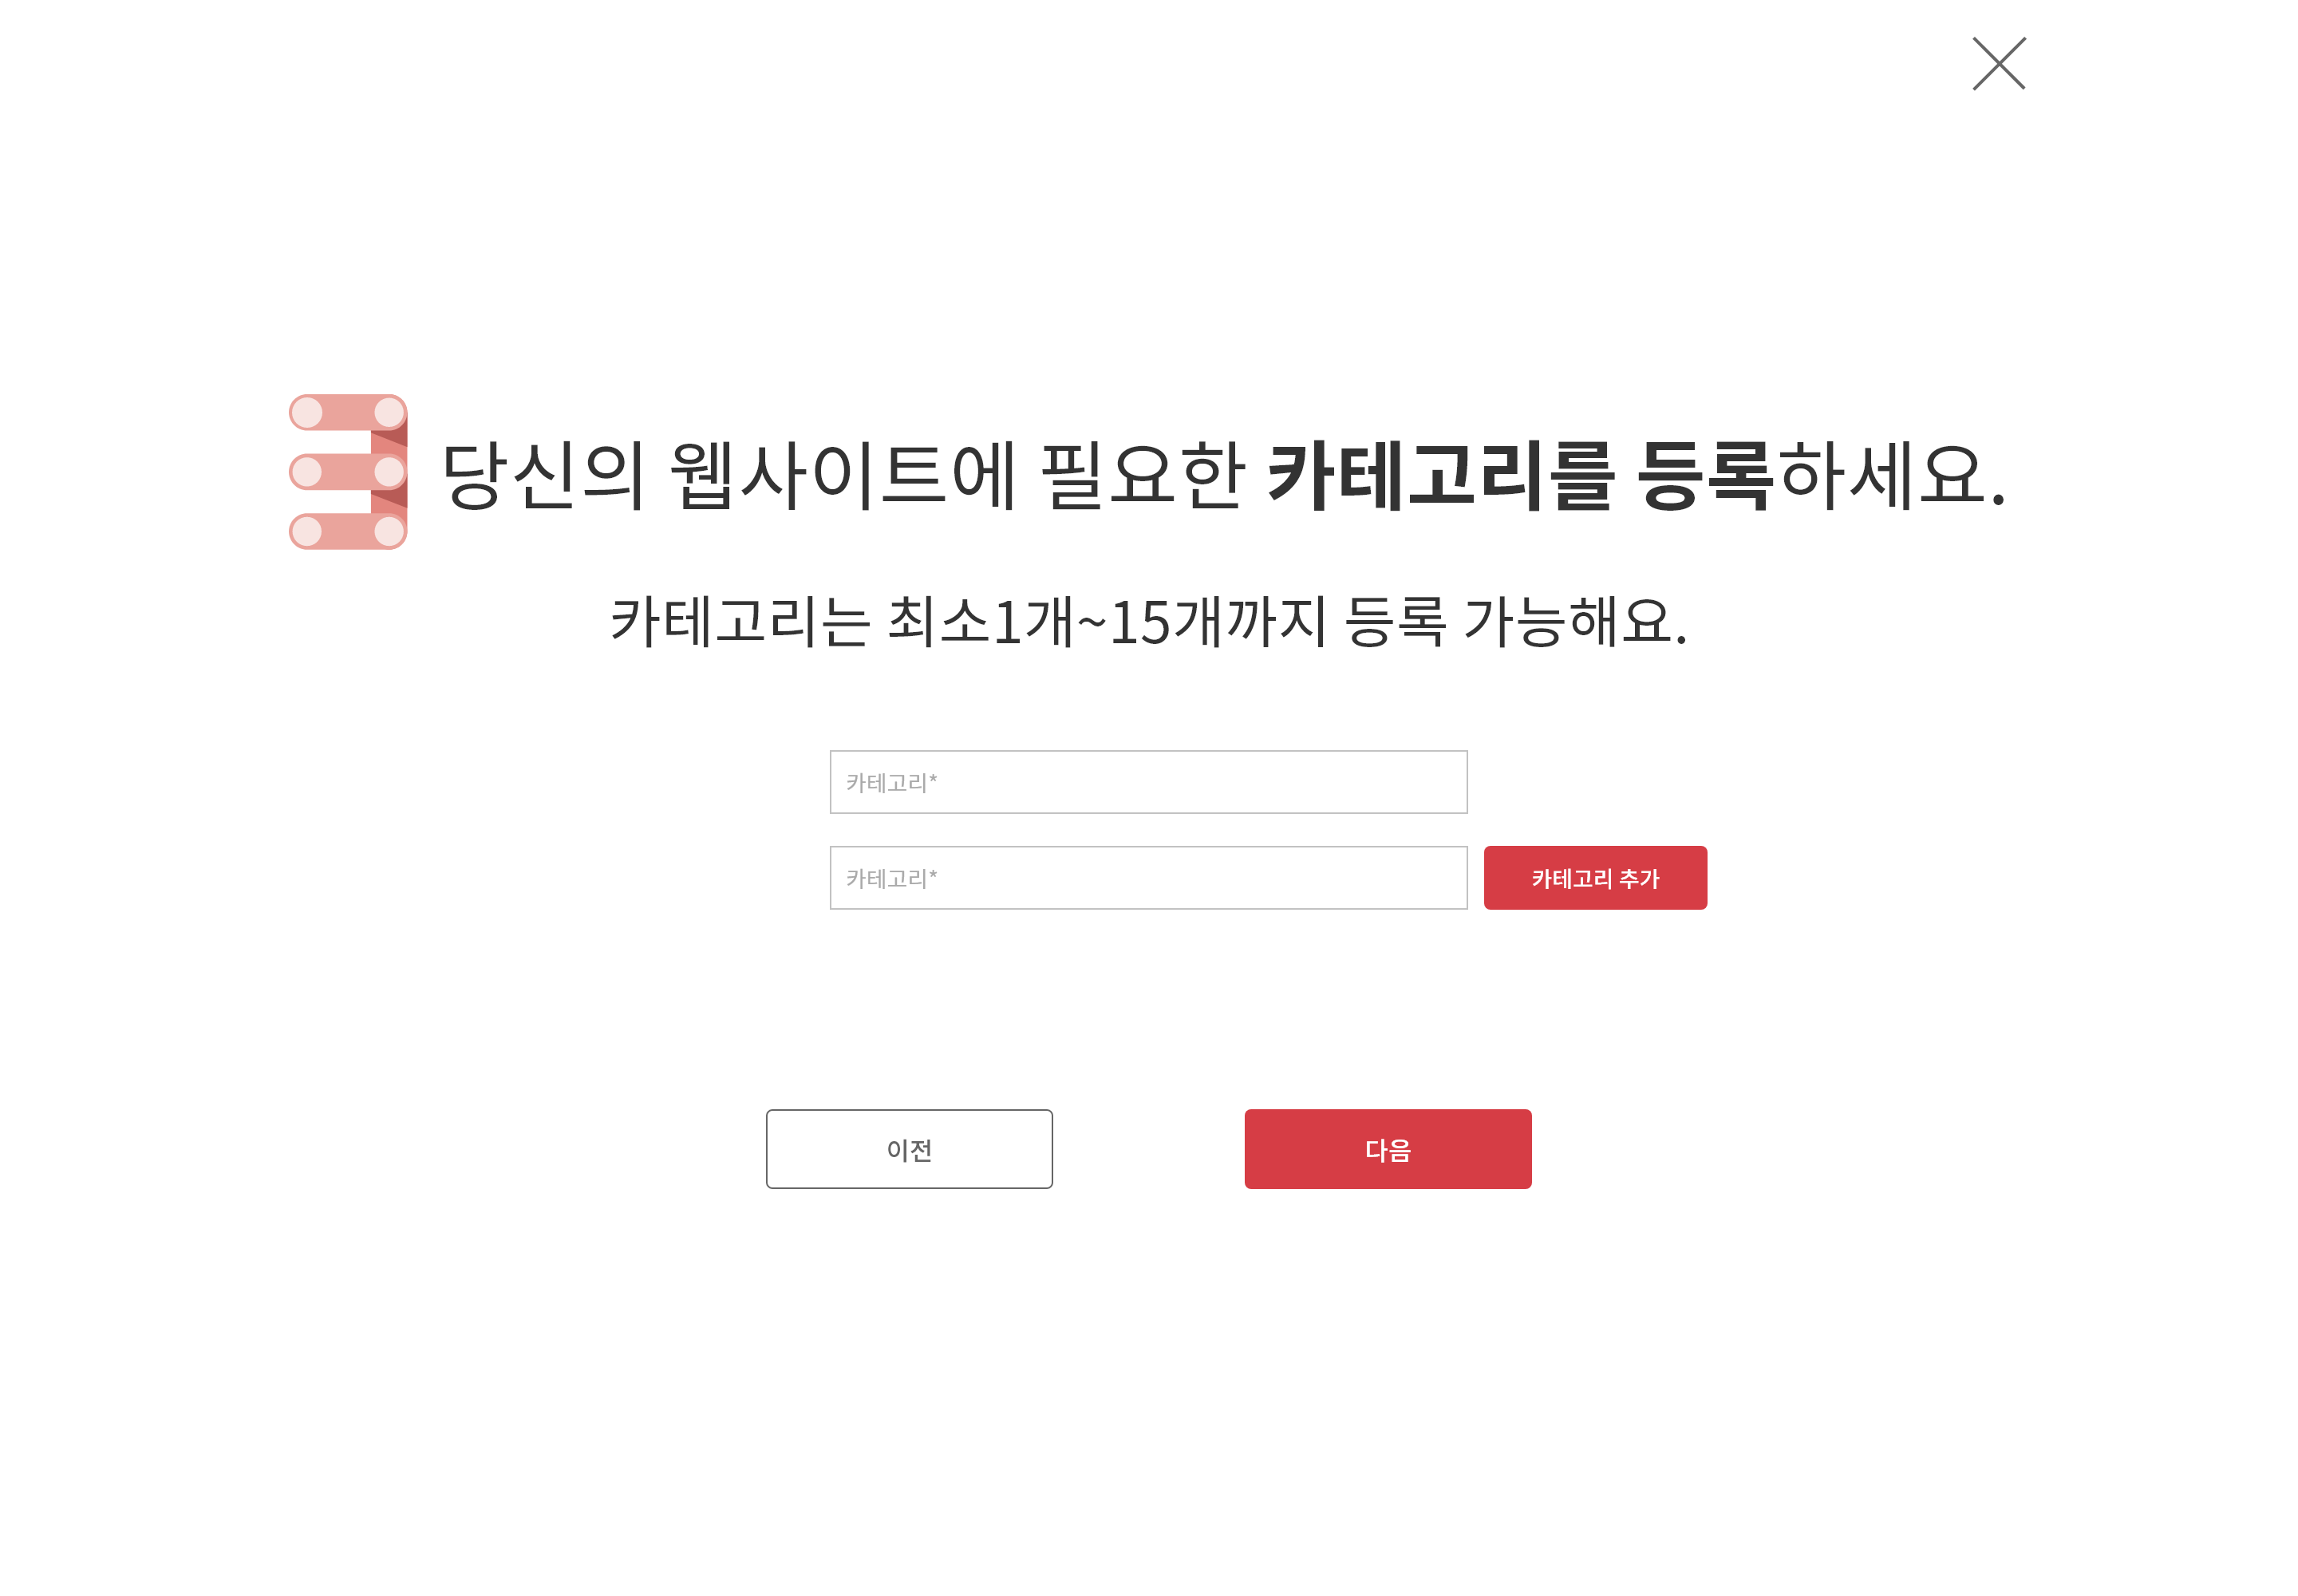 당신의 웹사이드에 필요한 카테고리를 등록하세요.
카테고리는 최소1개~15개까지 등록 가능해요.
카테고리*
카테고리*
카테고리 추가
이전
다음